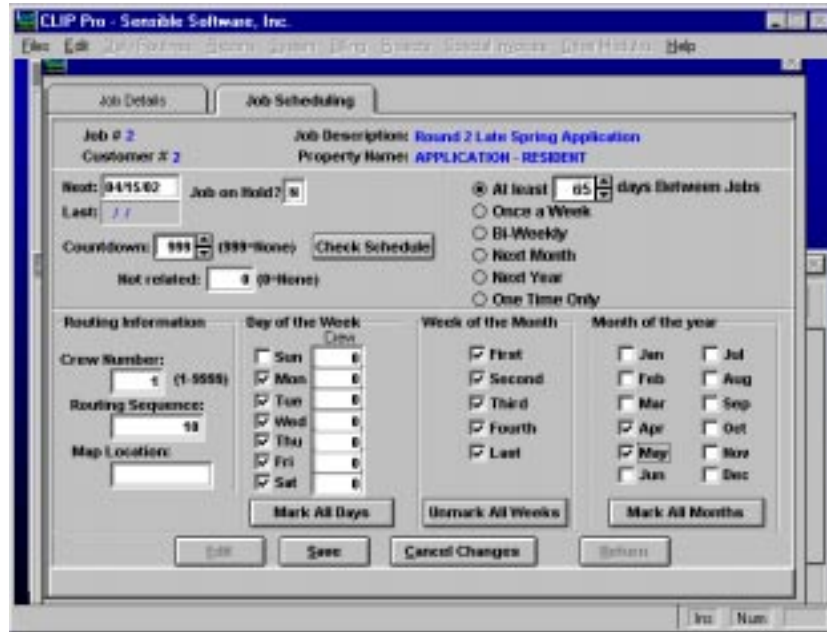 CLIP Pro - Sensible Software, Inc.
Files Edit Help
Job Details Job Scheduling
Job # 2 Job Description: Round 2 Late Spring Application
Customer # 2 Property Name: APPLICATION - RESIDENT
Next: 04/15/02 Job on Hold? N At least 65 days Between Jobs
Last: / / Once a Week
Bi-Weekly
Countdown: 999 (999=None) Check Schedule Next Month
Not related: 0 (0=None) Next Year
One Time Only
Routing Information Day of the Week Week of the Month Month of the year
Crew
Crew Number: Sun 0 First Jan Jul
1 (1-9999) Mon 0 Second Feb Aug
Routing Sequence: Tue 0 Third Mar Sep
10 Wed 0 Fourth Apr Oct
Map Location: Thu 0 Last May Nov
Fri 0 Jun Dec
Sat 0
Mark All Days Unmark All Weeks Mark All Months
Edit Save Cancel Changes Return
Ins Num